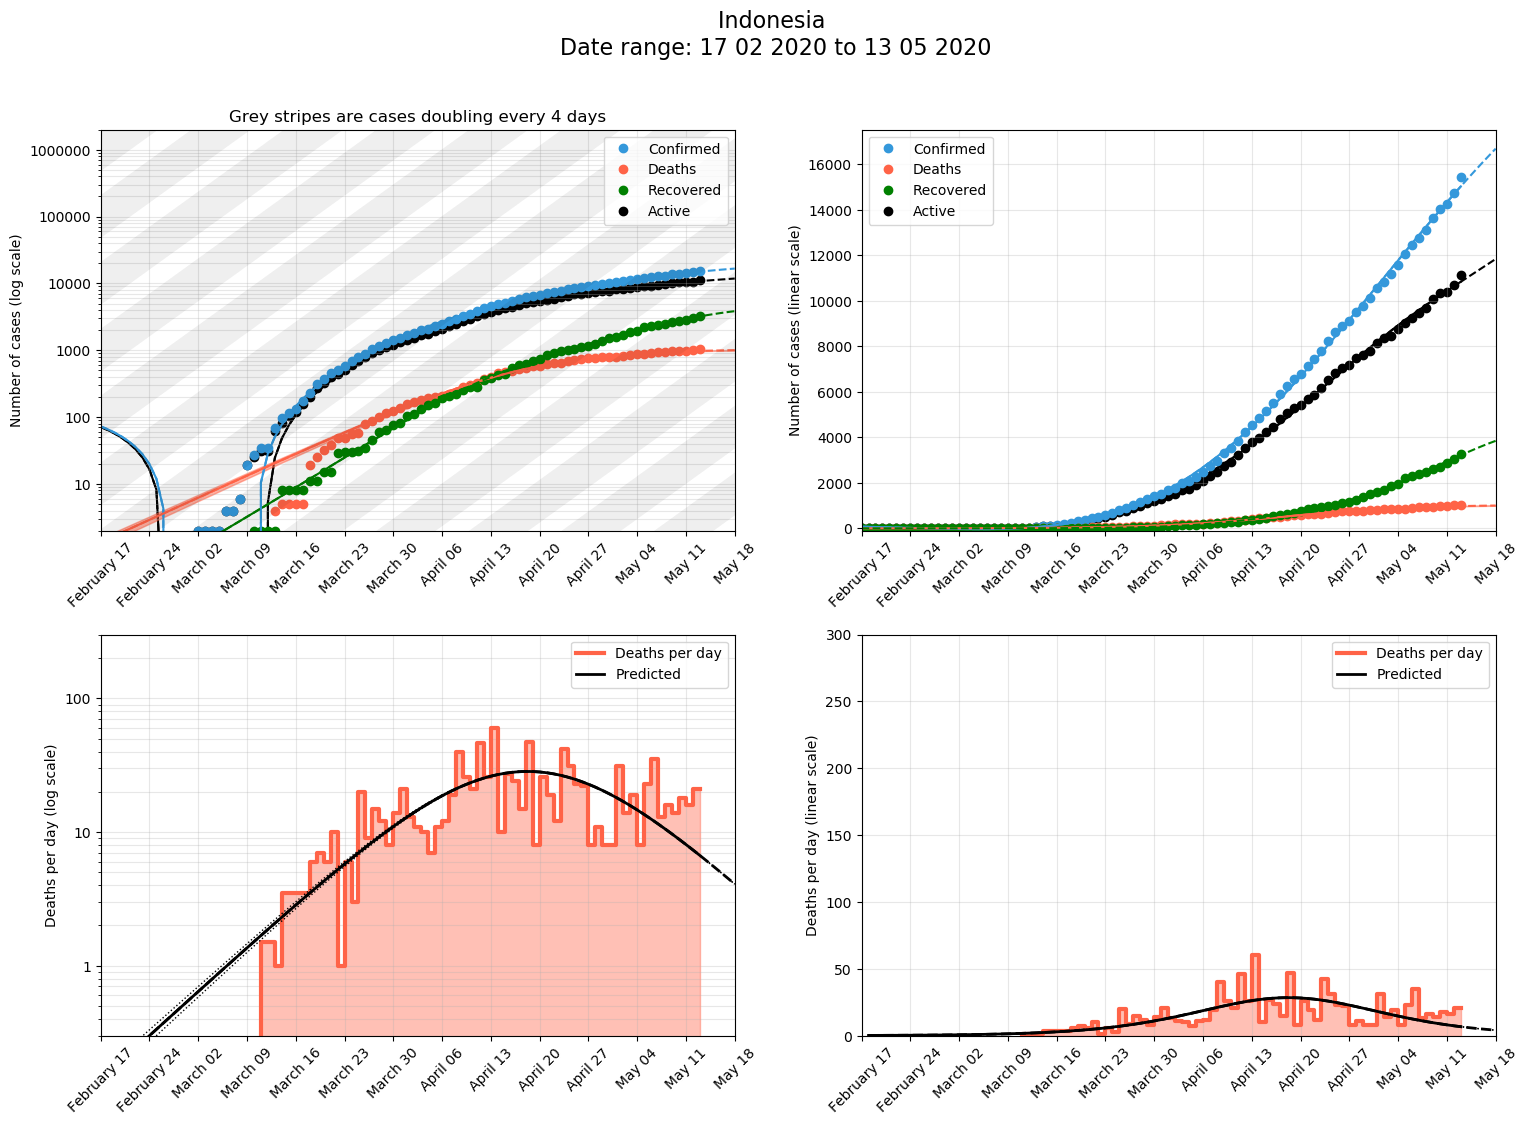 Indonesia
Date range: 17 02 2020 to 13 05 2020
Grey stripes are cases doubling every 4 days
Number of cases (log scale)
1000000
100000
10000
1000
100
10
Confirmed
Deaths
Recovered
Active
February 17
February 24
March 02
March 09
March 16
March 23
March 30
April 06
April 13
April 20
April 27
May 04
May 11
May 18
Number of cases (linear scale)
16000
14000
12000
10000
8000
6000
4000
2000
0
Confirmed
Deaths
Recovered
Active
February 17
February 24
March 02
March 09
March 16
March 23
March 30
April 06
April 13
April 20
April 27
May 04
May 11
May 18
Deaths per day (log scale)
100
10
1
Deaths per day
Predicted
February 17
February 24
March 02
March 09
March 16
March 23
March 30
April 06
April 13
April 20
April 27
May 04
May 11
May 18
Deaths per day (linear scale)
300
250
200
150
100
50
0
Deaths per day
Predicted
February 17
February 24
March 02
March 09
March 16
March 23
March 30
April 06
April 13
April 20
April 27
May 04
May 11
May 18